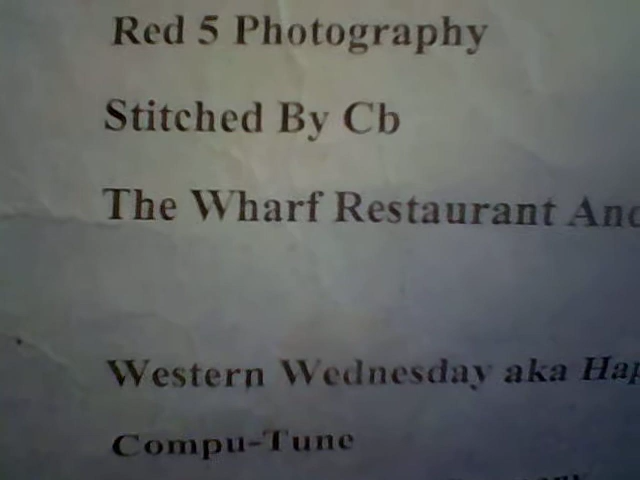 Red 5 Photography
Stitched By Cb
The Wharf Restaurant
Western Wednesday aka
Compu-Tune